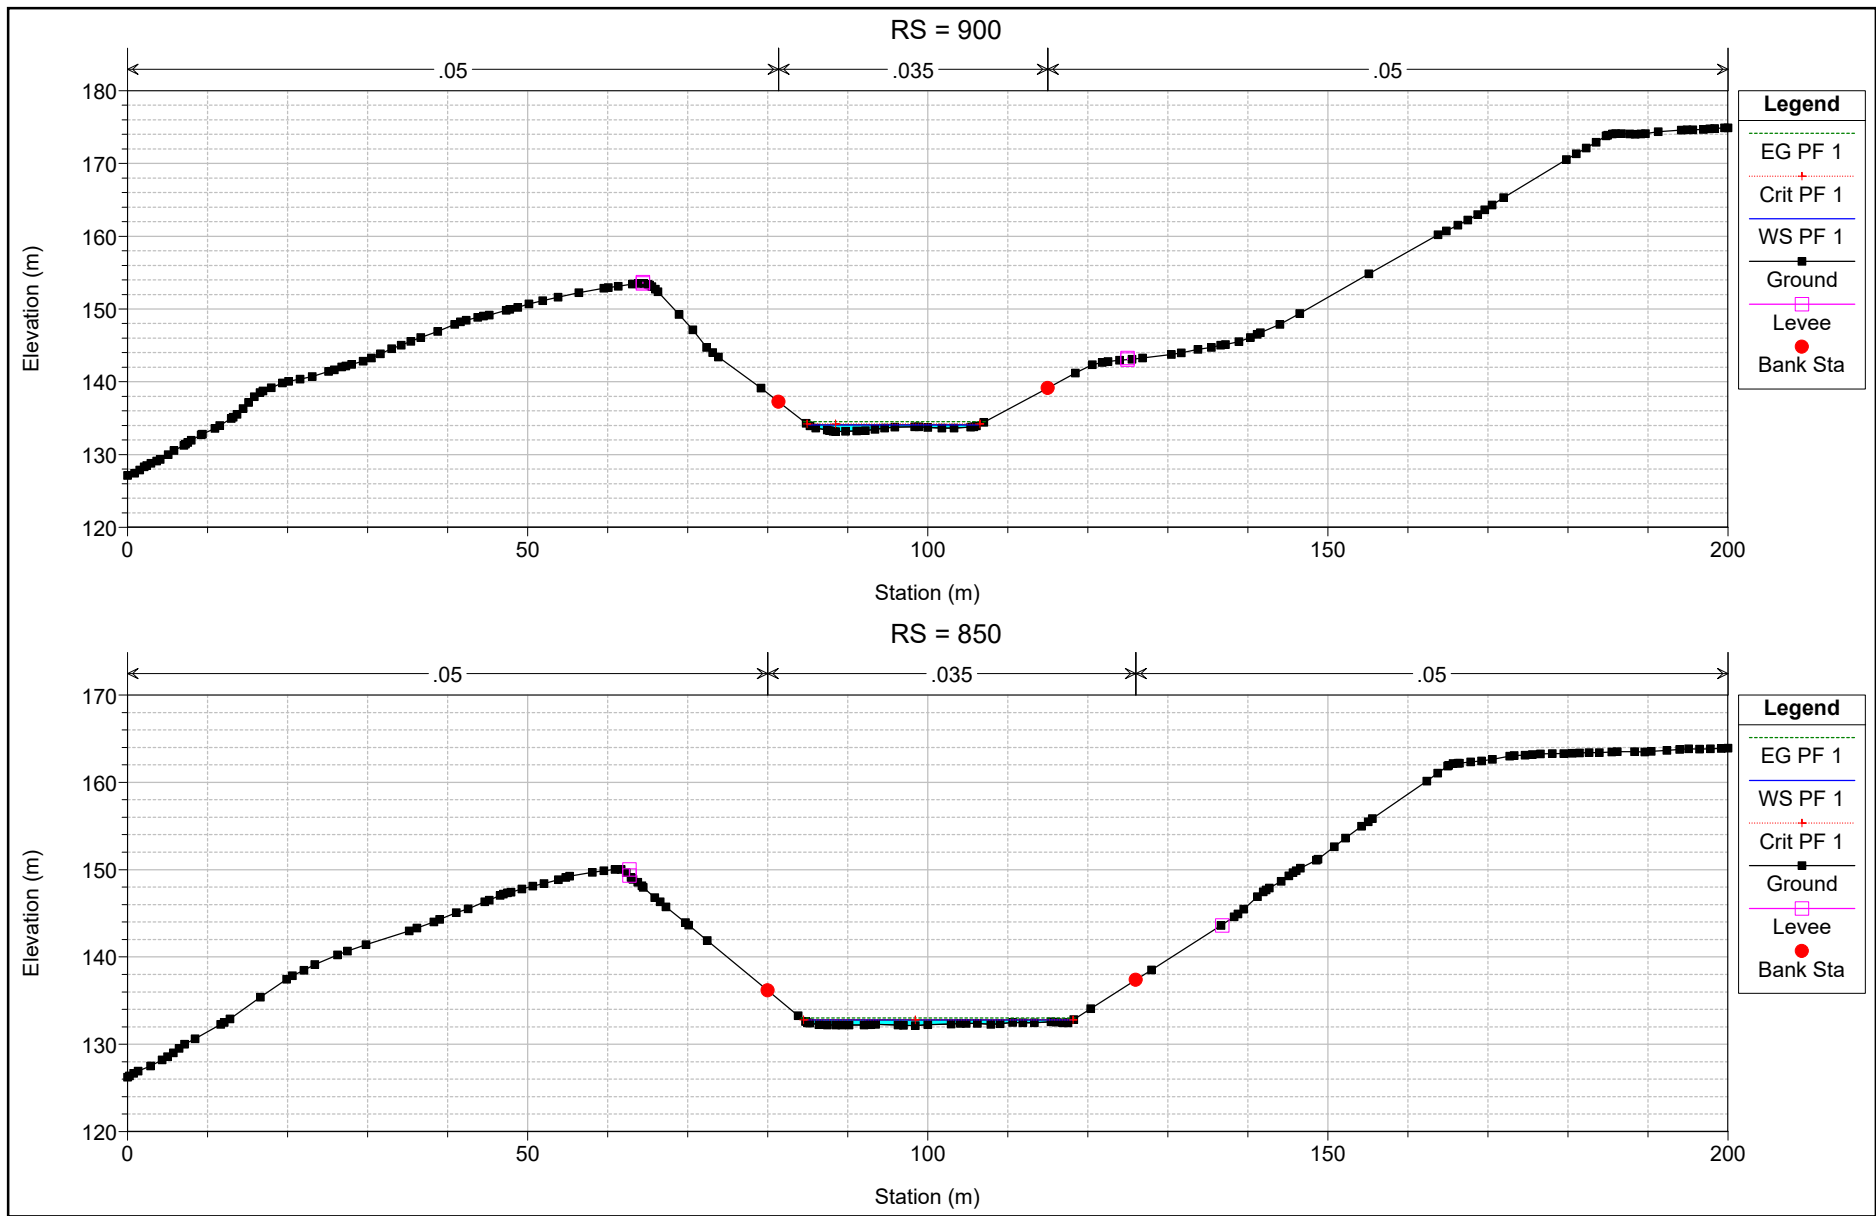 RS = 900
.05 .035 .05
180
170
160
150
140
130
120
Elevation (m)
0 50 100 150 200
Station (m)
Legend
EG PF 1
Crit PF 1
WS PF 1
Ground
Levee
Bank Sta
RS = 850
.05 .035 .05
170
160
150
140
130
120
Elevation (m)
0 50 100 150 200
Station (m)
Legend
EG PF 1
WS PF 1
Crit PF 1
Ground
Levee
Bank Sta